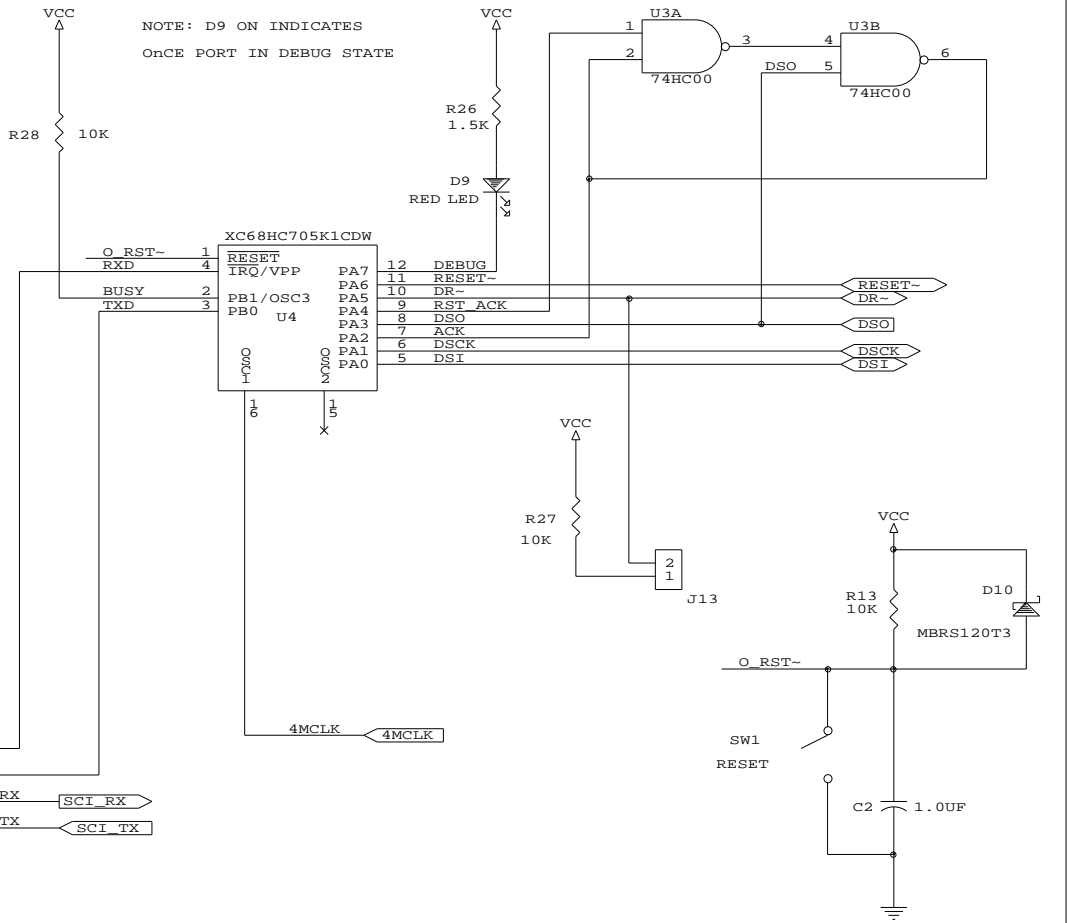 VCC
NOTE: D9 ON INDICATES
OnCE PORT IN DEBUG STATE
VCC
U3A
1
2
3
74HC00
U3B
4
DSO 5
6
74HC00
R28 10K
R26
1.5K
D9
RED LED
XC68HC705K1CDW
O_RST~ 1 RESET
RXD 4 IRQ/VPP
BUSY 2 PB1/OSC3
TXD 3 PB0
U4
OSC1
OSC2
16
15
PA7 12 DEBUG
PA6 11 RESET~
PA5 10 DR~
PA4 9 RST_ACK
PA3 8 DSO
PA2 7 ACK
PA1 6 DSCK
PA0 5 DSI
RESET~
DR~
DSO
DSCK
DSI
VCC
R27
10K
2
1
J13
VCC
R13
10K
D10
MBRS120T3
O_RST~
SW1
RESET
C2 1.0UF
4MCLK 4MCLK
RX SCI_RX
TX SCI_TX